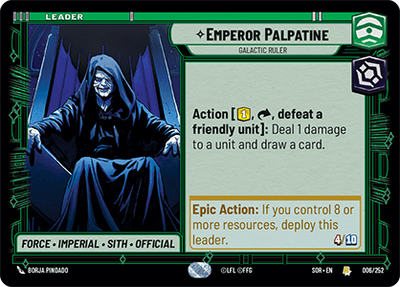 LEADER
EMPEROR PALPATINE
GALACTIC RULER
Action [1, , defeat a
friendly unit]: Deal 1 damage
to a unit and draw a card.
Epic Action: If you control 8 or
more resources, deploy this
leader.
4/10
FORCE • IMPERIAL • SITH • OFFICIAL
BORJA PINDADO
©LFL ©FFG
SOR • EN
006/252